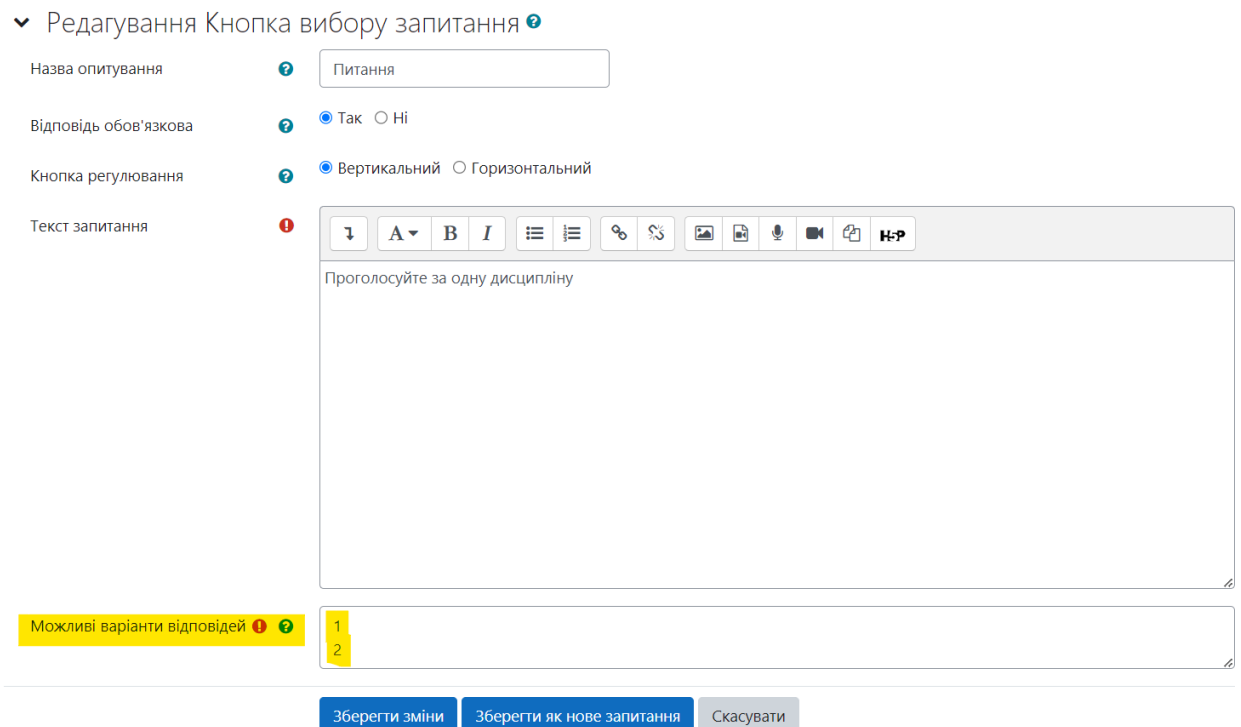 Редагування Кнопка вибору запитання
Назва опитування
Питання
Відповідь обов'язкова
Так Ні
Кнопка регулювання
Вертикальний Горизонтальний
Текст запитання
A B I H5P
Проголосуйте за одну дисципліну
Можливі варіанти відповідей
1
2
Зберегти зміни Зберегти як нове запитання Скасувати